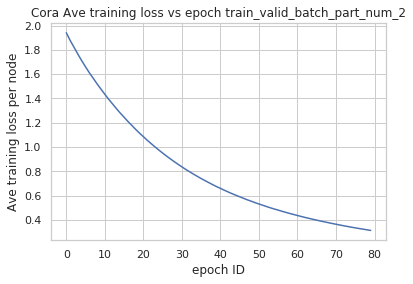 Cora Ave training loss vs epoch train_valid_batch_part_num_2
2.0
1.8
1.6
1.4
1.2
1.0
0.8
0.6
0.4
Ave training loss per node
0 10 20 30 40 50 60 70 80
epoch ID